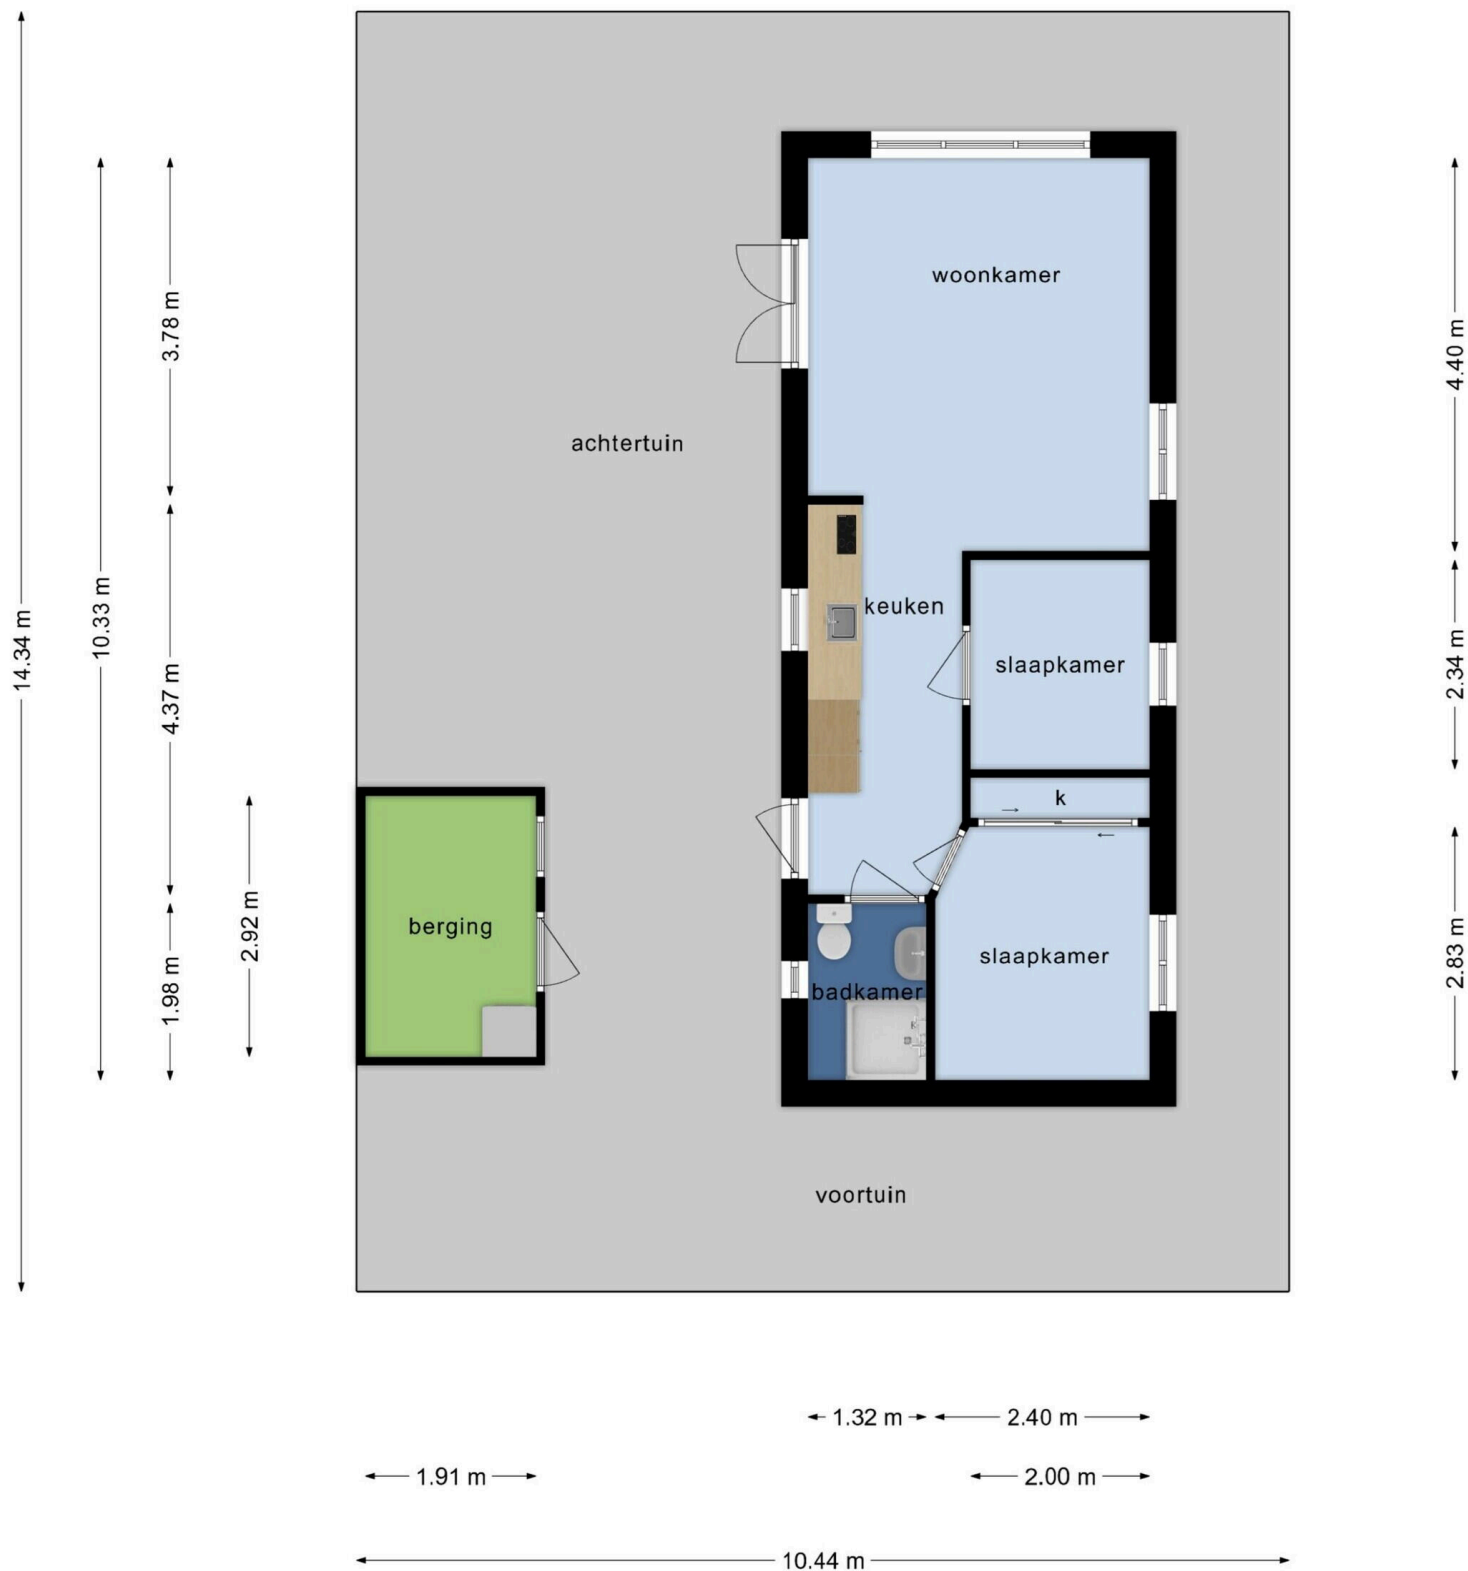 woonkamer
3.78 m
4.40 m
achtertuin
10.33 m
keuken
14.34 m
slaapkamer
2.34 m
4.37 m
k
berging
2.92 m
slaapkamer
2.83 m
badkamer
1.98 m
voortuin
1.32 m
2.40 m
1.91 m
2.00 m
10.44 m